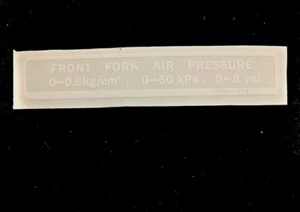 FRONT FORK AIR PRESSURE
0~0.6kg/cm², 0~60 kPa, 0~8 psi